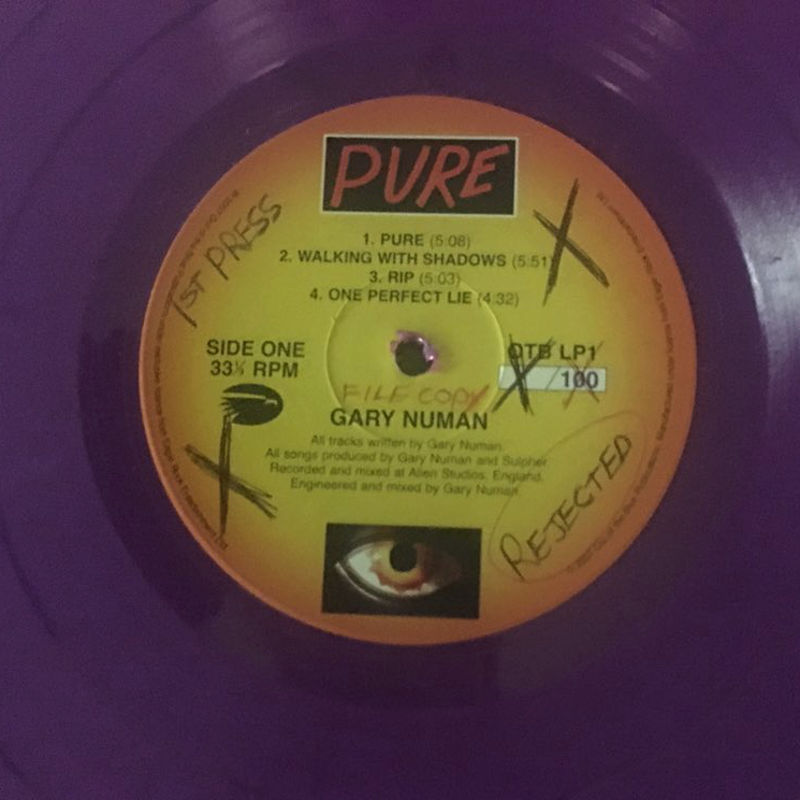 PURE
1ST PRESS
1. PURE (5:08)
2. WALKING WITH SHADOWS (5:51)
3. RIP (5:03)
4. ONE PERFECT LIE (4:32)
SIDE ONE
33⅓ RPM
OTB LP1
/ 100
FILE COPY
GARY NUMAN
All tracks written by Gary Numan.
All songs produced by Gary Numan and Sulpher.
Recorded and mixed at Alien Studios, England.
Engineered and mixed by Gary Numan.
REJECTED